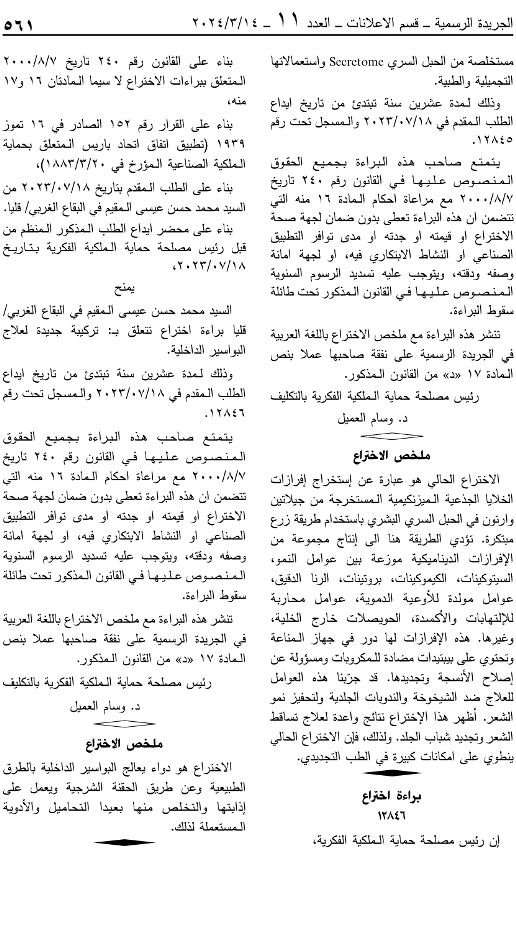 الجريدة الرسمية ــ قسم الاعلانات ــ العدد ١١ ــ ٢٠٢٤/٣/١٤
٥٦١
مستخلصة من الحبل السري Secretome واستعمالاتها
التجميلية والطبية.
وذلك لمدة عشرين سنة تبتدئ من تاريخ ايداع
الطلب المقدم في ٢٠٢٣/٠٧/١٨ والمسجل تحت رقم
١٢٨٤٥.
يتمتع صاحب هذه البراءة بجميع الحقوق
المنصوص عليها في القانون رقم ٢٤٠ تاريخ
٢٠٠٠/٨/٧ مع مراعاة احكام المادة ١٦ منه التي
تتضمن ان هذه البراءة تعطى بدون ضمان لجهة صحة
الاختراع او قيمته او جدته او مدى توافر التطبيق
الصناعي او النشاط الابتكاري فيه، او لجهة امانة
وصفه ودقته، ويتوجب عليه تسديد الرسوم السنوية
المنصوص عليها في القانون المذكور تحت طائلة
سقوط البراءة.
تنشر هذه البراءة مع ملخص الاختراع باللغة العربية
في الجريدة الرسمية على نفقة صاحبها عملا بنص
المادة ١٧ «د» من القانون المذكور.
رئيس مصلحة حماية الملكية الفكرية بالتكليف
د. وسام العميل
ملخص الاختراع
الاختراع الحالي هو عبارة عن إستخراج إفرازات
الخلايا الجذعية الميزنكيمية المستخرجة من جيلاتين
وارتون في الحبل السري البشري باستخدام طريقة زرع
مبتكرة. تؤدي الطريقة هنا الى إنتاج مجموعة من
الإفرازات الديناميكية موزعة بين عوامل النمو،
السيتوكينات، الكيموكينات، بروتينات، الرنا الدقيق،
عوامل مولدة للأوعية الدموية، عوامل محاربة
للإلتهابات والأكسدة، الحويصلات خارج الخلية،
وغيرها. هذه الإفرازات لها دور في جهاز المناعة
وتحتوي على ببيتيدات مضادة للمكروبات ومسؤولة عن
إصلاح الأنسجة وتجديدها. قد جرّبنا هذه العوامل
للعلاج ضد الشيخوخة والندوبات الجلدية ولتحفيز نمو
الشعر. أظهر هذا الإختراع نتائج واعدة لعلاج تساقط
الشعر وتجديد شباب الجلد. ولذلك، فإن الاختراع الحالي
ينطوي على امكانات كبيرة في الطب التجديدي.
براءة اختراع
١٢٨٤٦
إن رئيس مصلحة حماية الملكية الفكرية،
بناء على القانون رقم ٢٤٠ تاريخ ٢٠٠٠/٨/٧
المتعلق ببراءات الاختراع لا سيما المادتان ١٦ و١٧
منه،
بناء على القرار رقم ١٥٢ الصادر في ١٦ تموز
١٩٣٩ (تطبيق اتفاق اتحاد باريس المتعلق بحماية
الملكية الصناعية المؤرخ في ١٨٨٣/٣/٢٠)،
بناء على الطلب المقدم بتاريخ ٢٠٢٣/٠٧/١٨ من
السيد محمد حسن عيسى المقيم في البقاع الغربي/ قليا.
بناء على محضر ايداع الطلب المذكور المنظم من
قبل رئيس مصلحة حماية الملكية الفكرية بتاريخ
٢٠٢٣/٠٧/١٨،
يمنح
السيد محمد حسن عيسى المقيم في البقاع الغربي/
قليا براءة اختراع تتعلق بـ: تركيبة جديدة لعلاج
البواسير الداخلية.
وذلك لمدة عشرين سنة تبتدئ من تاريخ ايداع
الطلب المقدم في ٢٠٢٣/٠٧/١٨ والمسجل تحت رقم
١٢٨٤٦.
يتمتع صاحب هذه البراءة بجميع الحقوق
المنصوص عليها في القانون رقم ٢٤٠ تاريخ
٢٠٠٠/٨/٧ مع مراعاة احكام المادة ١٦ منه التي
تتضمن ان هذه البراءة تعطى بدون ضمان لجهة صحة
الاختراع او قيمته او جدته او مدى توافر التطبيق
الصناعي او النشاط الابتكاري فيه، او لجهة امانة
وصفه ودقته، ويتوجب عليه تسديد الرسوم السنوية
المنصوص عليها في القانون المذكور تحت طائلة
سقوط البراءة.
تنشر هذه البراءة مع ملخص الاختراع باللغة العربية
في الجريدة الرسمية على نفقة صاحبها عملا بنص
المادة ١٧ «د» من القانون المذكور.
رئيس مصلحة حماية الملكية الفكرية بالتكليف
د. وسام العميل
ملخص الاختراع
الاختراع هو دواء يعالج البواسير الداخلية بالطرق
الطبيعية وعن طريق الحقنة الشرجية ويعمل على
إذابتها والتخلص منها بعيدا التحاميل والأدوية
المستعملة لذلك.